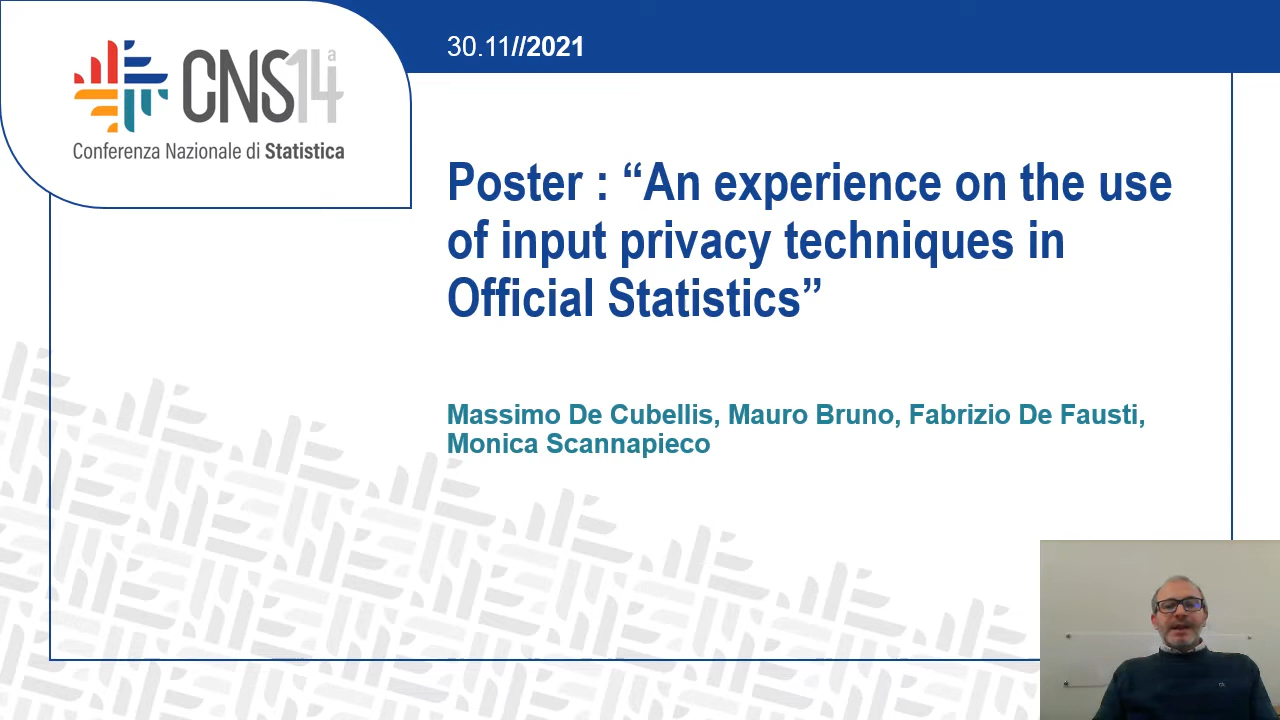 CNS14ª
Conferenza Nazionale di Statistica
30.11//2021
Poster : “An experience on the use
of input privacy techniques in
Official Statistics”
Massimo De Cubellis, Mauro Bruno, Fabrizio De Fausti,
Monica Scannapieco